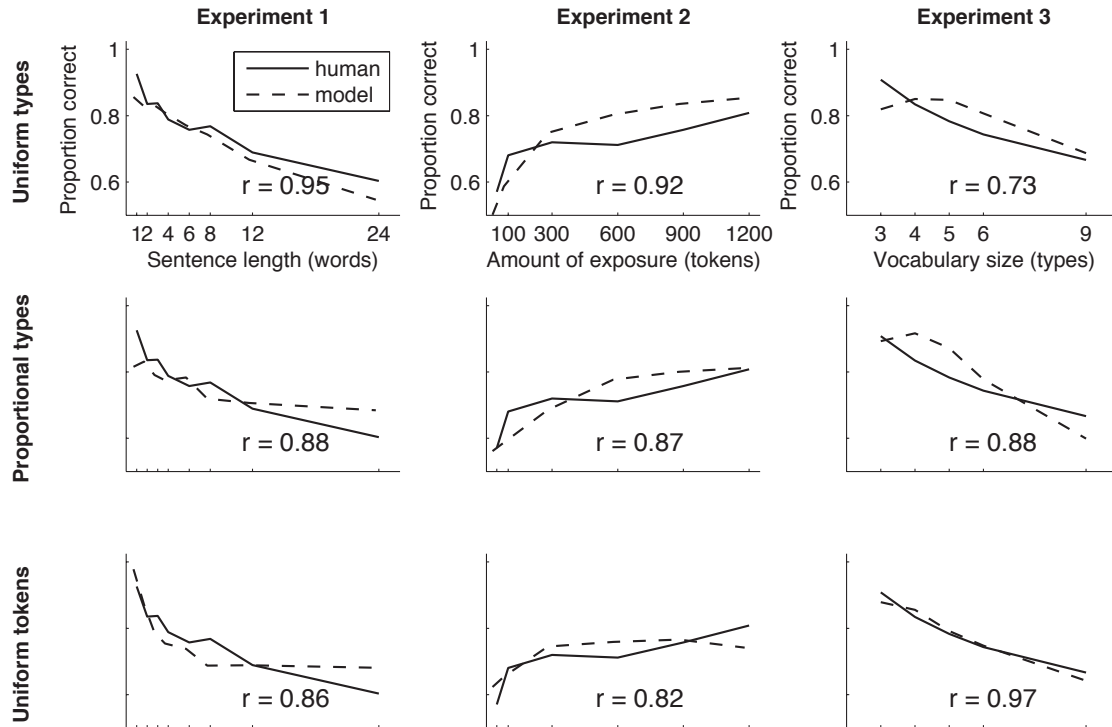 Experiment 1
Experiment 2
Experiment 3
Uniform types
Proportion correct
1
0.8
0.6
human
model
r = 0.95
12 4 6 8 12 24
Sentence length (words)
Proportion correct
1
0.8
0.6
r = 0.92
100 300 600 900 1200
Amount of exposure (tokens)
Proportion correct
1
0.8
0.6
r = 0.73
3 4 5 6 9
Vocabulary size (types)
Proportional types
r = 0.88
r = 0.87
r = 0.88
Uniform tokens
r = 0.86
r = 0.82
r = 0.97